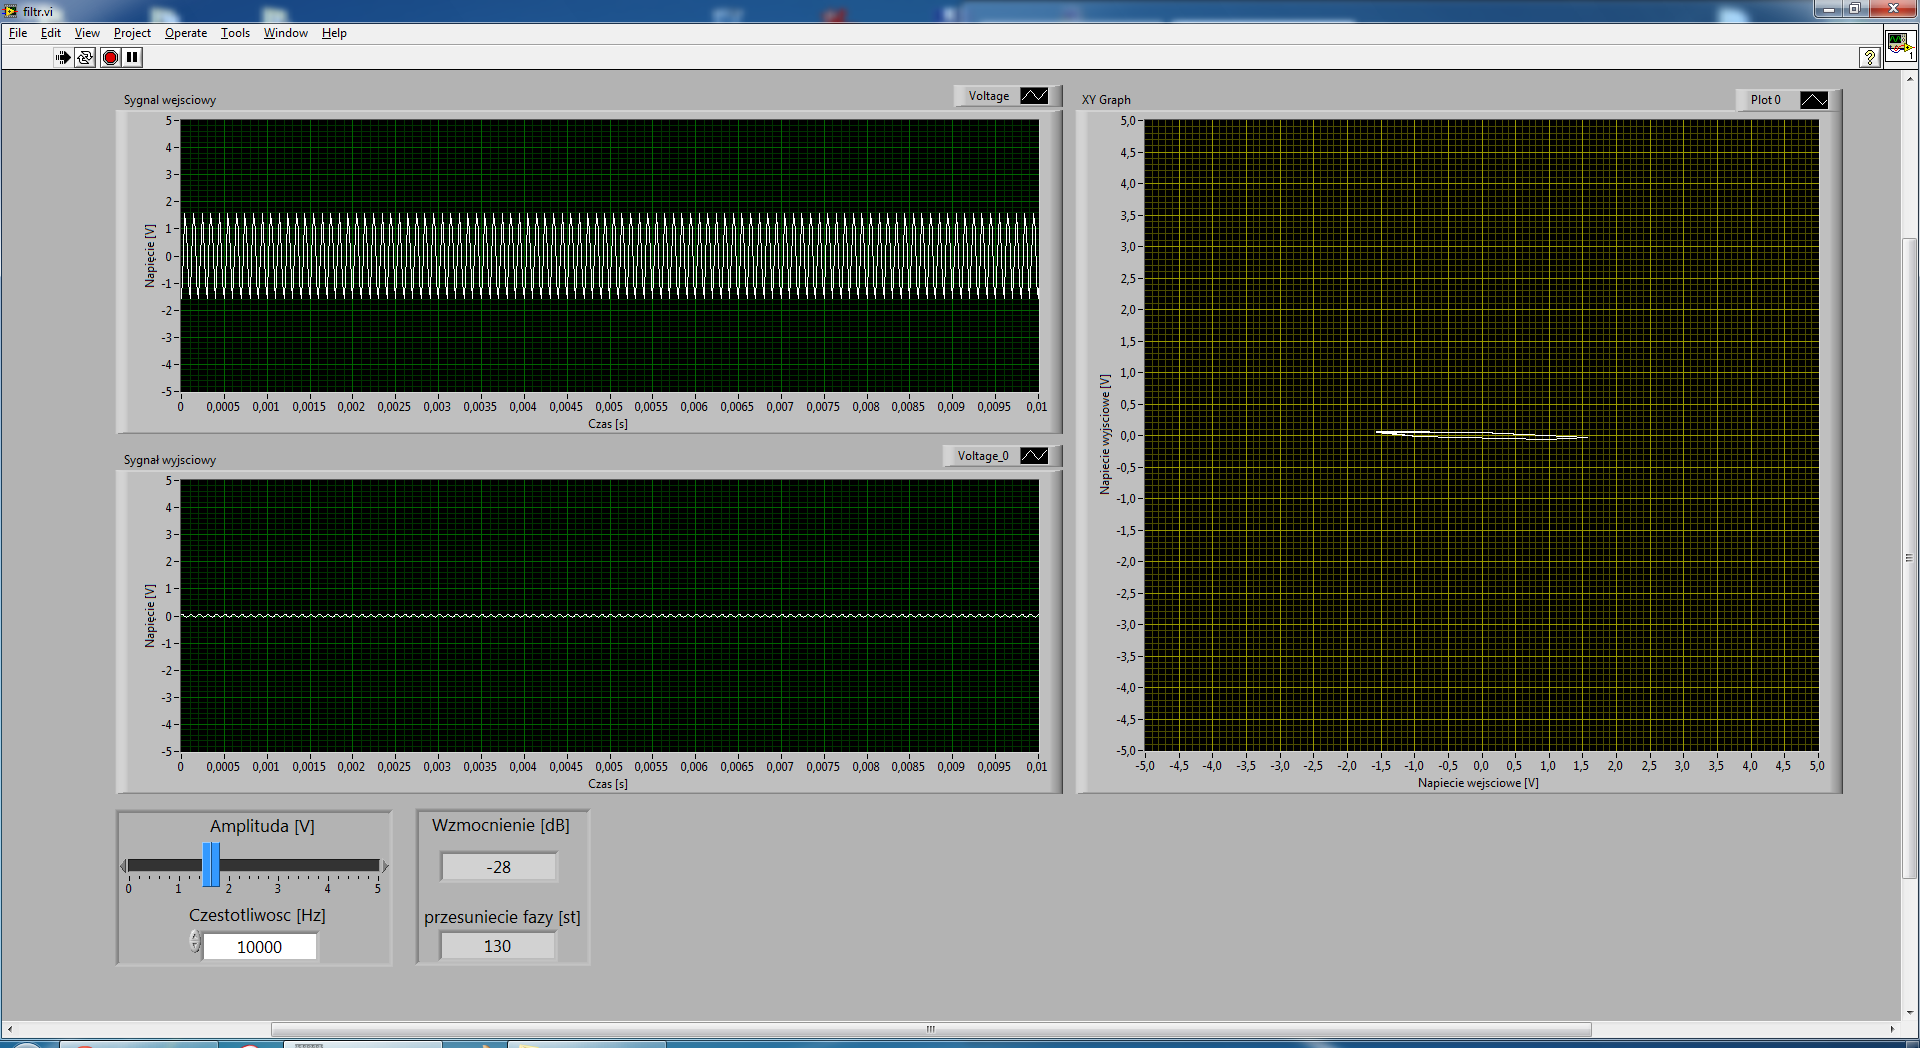 filtr.vi
File Edit View Project Operate Tools Window Help
1
Sygnal wejsciowy
Voltage
Napięcie [V]
5
4
3
2
1
0
-1
-2
-3
-4
-5
0 0,0005 0,001 0,0015 0,002 0,0025 0,003 0,0035 0,004 0,0045 0,005 0,0055 0,006 0,0065 0,007 0,0075 0,008 0,0085 0,009 0,0095 0,01
Czas [s]
Sygnał wyjsciowy
Voltage_0
Napięcie [V]
5
4
3
2
1
0
-1
-2
-3
-4
-5
0 0,0005 0,001 0,0015 0,002 0,0025 0,003 0,0035 0,004 0,0045 0,005 0,0055 0,006 0,0065 0,007 0,0075 0,008 0,0085 0,009 0,0095 0,01
Czas [s]
XY Graph
Plot 0
Napiecie wyjsciowe [V]
5,0
4,5
4,0
3,5
3,0
2,5
2,0
1,5
1,0
0,5
0,0
-0,5
-1,0
-1,5
-2,0
-2,5
-3,0
-3,5
-4,0
-4,5
-5,0
-5,0 -4,5 -4,0 -3,5 -3,0 -2,5 -2,0 -1,5 -1,0 -0,5 0,0 0,5 1,0 1,5 2,0 2,5 3,0 3,5 4,0 4,5 5,0
Napiecie wejsciowe [V]
Amplituda [V]
0 1 2 3 4 5
Czestotliwosc [Hz]
10000
Wzmocnienie [dB]
-28
przesuniecie fazy [st]
130